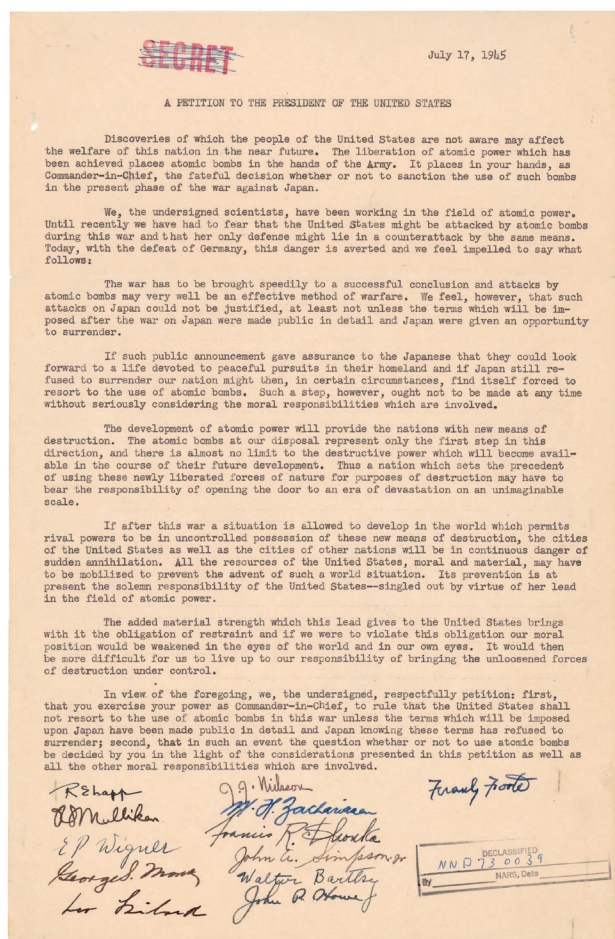 SECRET
July 17, 1945
A PETITION TO THE PRESIDENT OF THE UNITED STATES
Discoveries of which the people of the United States are not aware may affect
the welfare of this nation in the near future. The liberation of atomic power which has
been achieved places atomic bombs in the hands of the Army. It places in your hands, as
Commander-in-Chief, the fateful decision whether or not to sanction the use of such bombs
in the present phase of the war against Japan.
We, the undersigned scientists, have been working in the field of atomic power.
Until recently we have had to fear that the United States might be attacked by atomic bombs
during this war and that her only defense might lie in a counterattack by the same means.
Today, with the defeat of Germany, this danger is averted and we feel impelled to say what
follows:
The war has to be brought speedily to a successful conclusion and attacks by
atomic bombs may very well be an effective method of warfare. We feel, however, that such
attacks on Japan could not be justified, at least not unless the terms which will be im-
posed after the war on Japan were made public in detail and Japan were given an opportunity
to surrender.
If such public announcement gave assurance to the Japanese that they could look
forward to a life devoted to peaceful pursuits in their homeland and if Japan still re-
fused to surrender our nation might then, in certain circumstances, find itself forced to
resort to the use of atomic bombs. Such a step, however, ought not to be made at any time
without seriously considering the moral responsibilities which are involved.
The development of atomic power will provide the nations with new means of
destruction. The atomic bombs at our disposal represent only the first step in this
direction, and there is almost no limit to the destructive power which will become avail-
able in the course of their future development. Thus a nation which sets the precedent
of using these newly liberated forces of nature for purposes of destruction may have to
bear the responsibility of opening the door to an era of devastation on an unimaginable
scale.
If after this war a situation is allowed to develop in the world which permits
rival powers to be in uncontrolled possession of these new means of destruction, the cities
of the United States as well as the cities of other nations will be in continuous danger of
sudden annihilation. All the resources of the United States, moral and material, may have
to be mobilized to prevent the advent of such a world situation. Its prevention is at
present the solemn responsibility of the United States--singled out by virtue of her lead
in the field of atomic power.
The added material strength which this lead gives to the United States brings
with it the obligation of restraint and if we were to violate this obligation our moral
position would be weakened in the eyes of the world and in our own eyes. It would then
be more difficult for us to live up to our responsibility of bringing the unloosened forces
of destruction under control.
In view of the foregoing, we, the undersigned, respectfully petition: first,
that you exercise your power as Commander-in-Chief, to rule that the United States shall
not resort to the use of atomic bombs in this war unless the terms which will be imposed
upon Japan have been made public in detail and Japan knowing these terms has refused to
surrender; second, that in such an event the question whether or not to use atomic bombs
be decided by you in the light of the considerations presented in this petition as well as
all the other moral responsibilities which are involved.
RElapp
RSMulliken
E P Wigner
George S.
Leo Szilard
J.J. Nickson
W. H. Zachariasen
Francis R.
John A. Simpson jr
Walter Bartky
John P. Howe Jr
Frank Foote
DECLASSIFIED
NND 730039
By NARS, Date